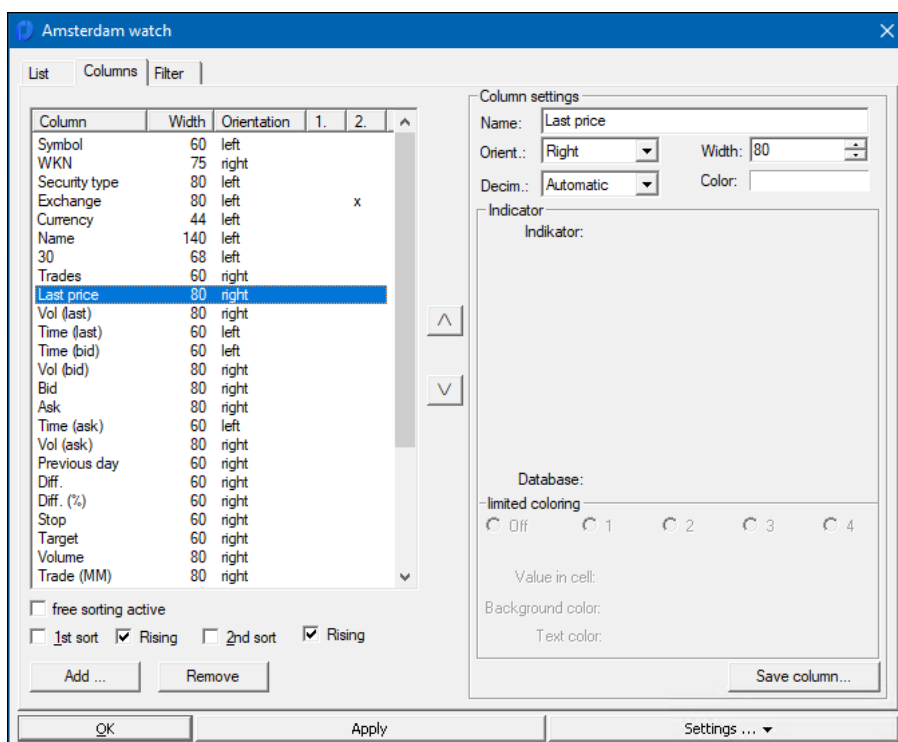 Amsterdam watch
List Columns Filter
Column Width Orientation 1. 2.
Symbol 60 left
WKN 75 right
Security type 80 left
Exchange 80 left x
Currency 44 left
Name 140 left
30 68 left
Trades 60 right
Last price 80 right
Vol (last) 80 right
Time (last) 60 left
Time (bid) 60 left
Vol (bid) 80 right
Bid 80 right
Ask 80 right
Time (ask) 60 left
Vol (ask) 80 right
Previous day 60 right
Diff. 60 right
Diff. (%) 60 right
Stop 60 right
Target 60 right
Volume 80 right
Trade (MM) 80 right
free sorting active
1st sort Rising 2nd sort Rising
Add ... Remove
Column settings
Name: Last price
Orient.: Right Width: 80
Decim.: Automatic Color:
Indicator
Indikator:
Database:
limited coloring
Off 1 2 3 4
Value in cell:
Background color:
Text color:
Save column...
OK Apply Settings ...